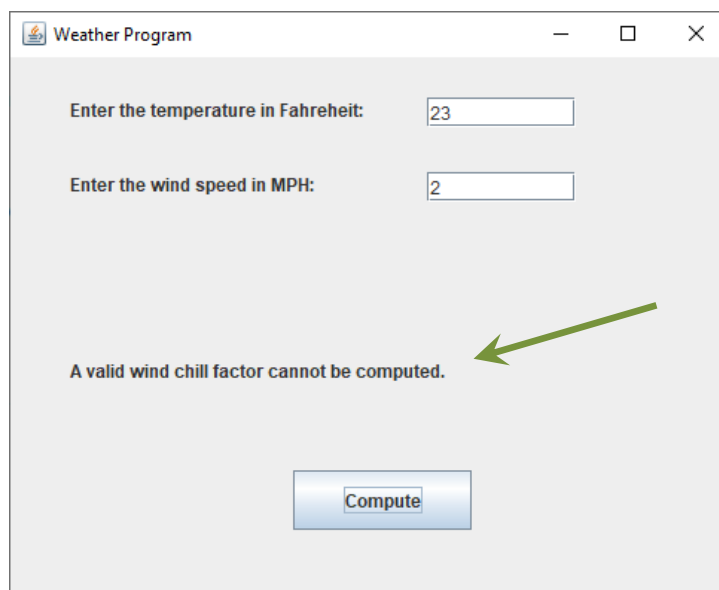 Weather Program
Enter the temperature in Fahreheit: 23
Enter the wind speed in MPH: 2
A valid wind chill factor cannot be computed.
Compute